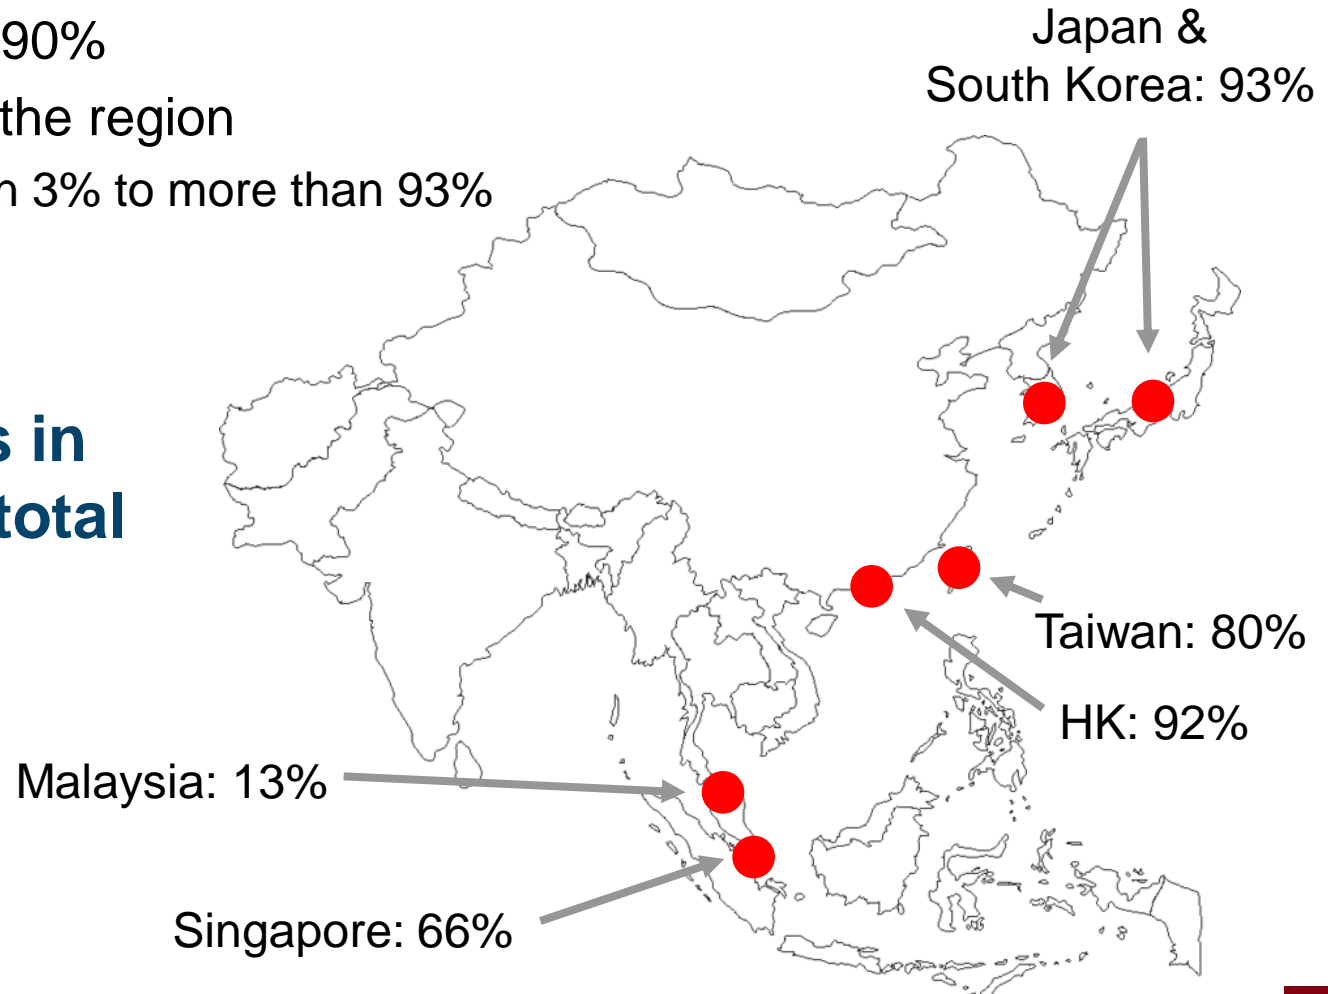 90%
the region
3% to more than 93%
in
total
Japan &
South Korea: 93%
Taiwan: 80%
HK: 92%
Malaysia: 13%
Singapore: 66%